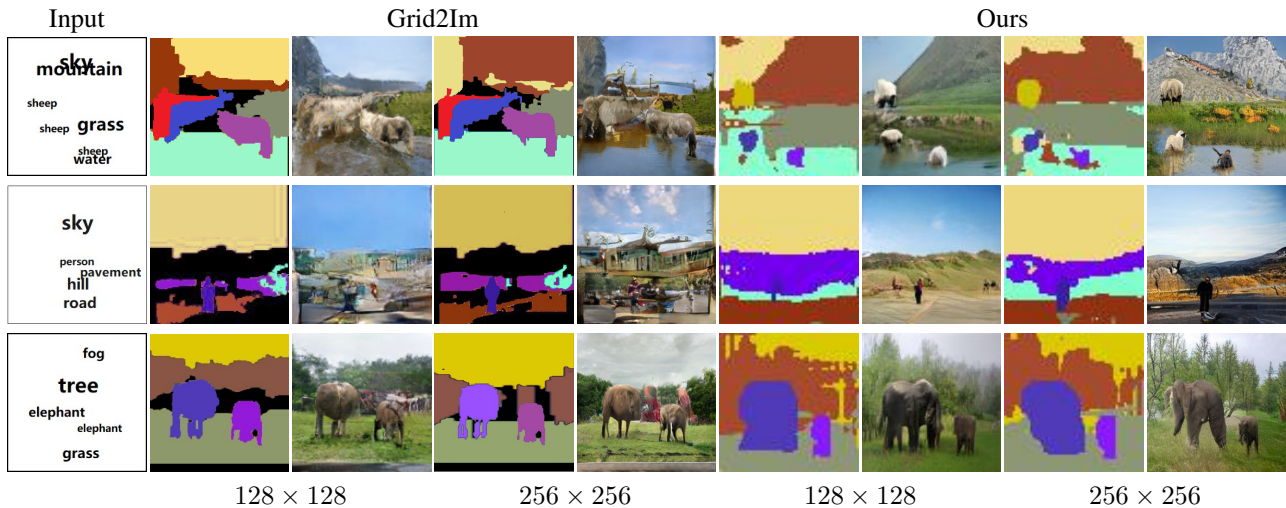 Input Grid2Im Ours
sky
mountain
sheep
sheep
grass
sheep
water
sky
person
pavement
hill
road
fog
tree
elephant
elephant
grass
128 × 128 256 × 256 128 × 128 256 × 256